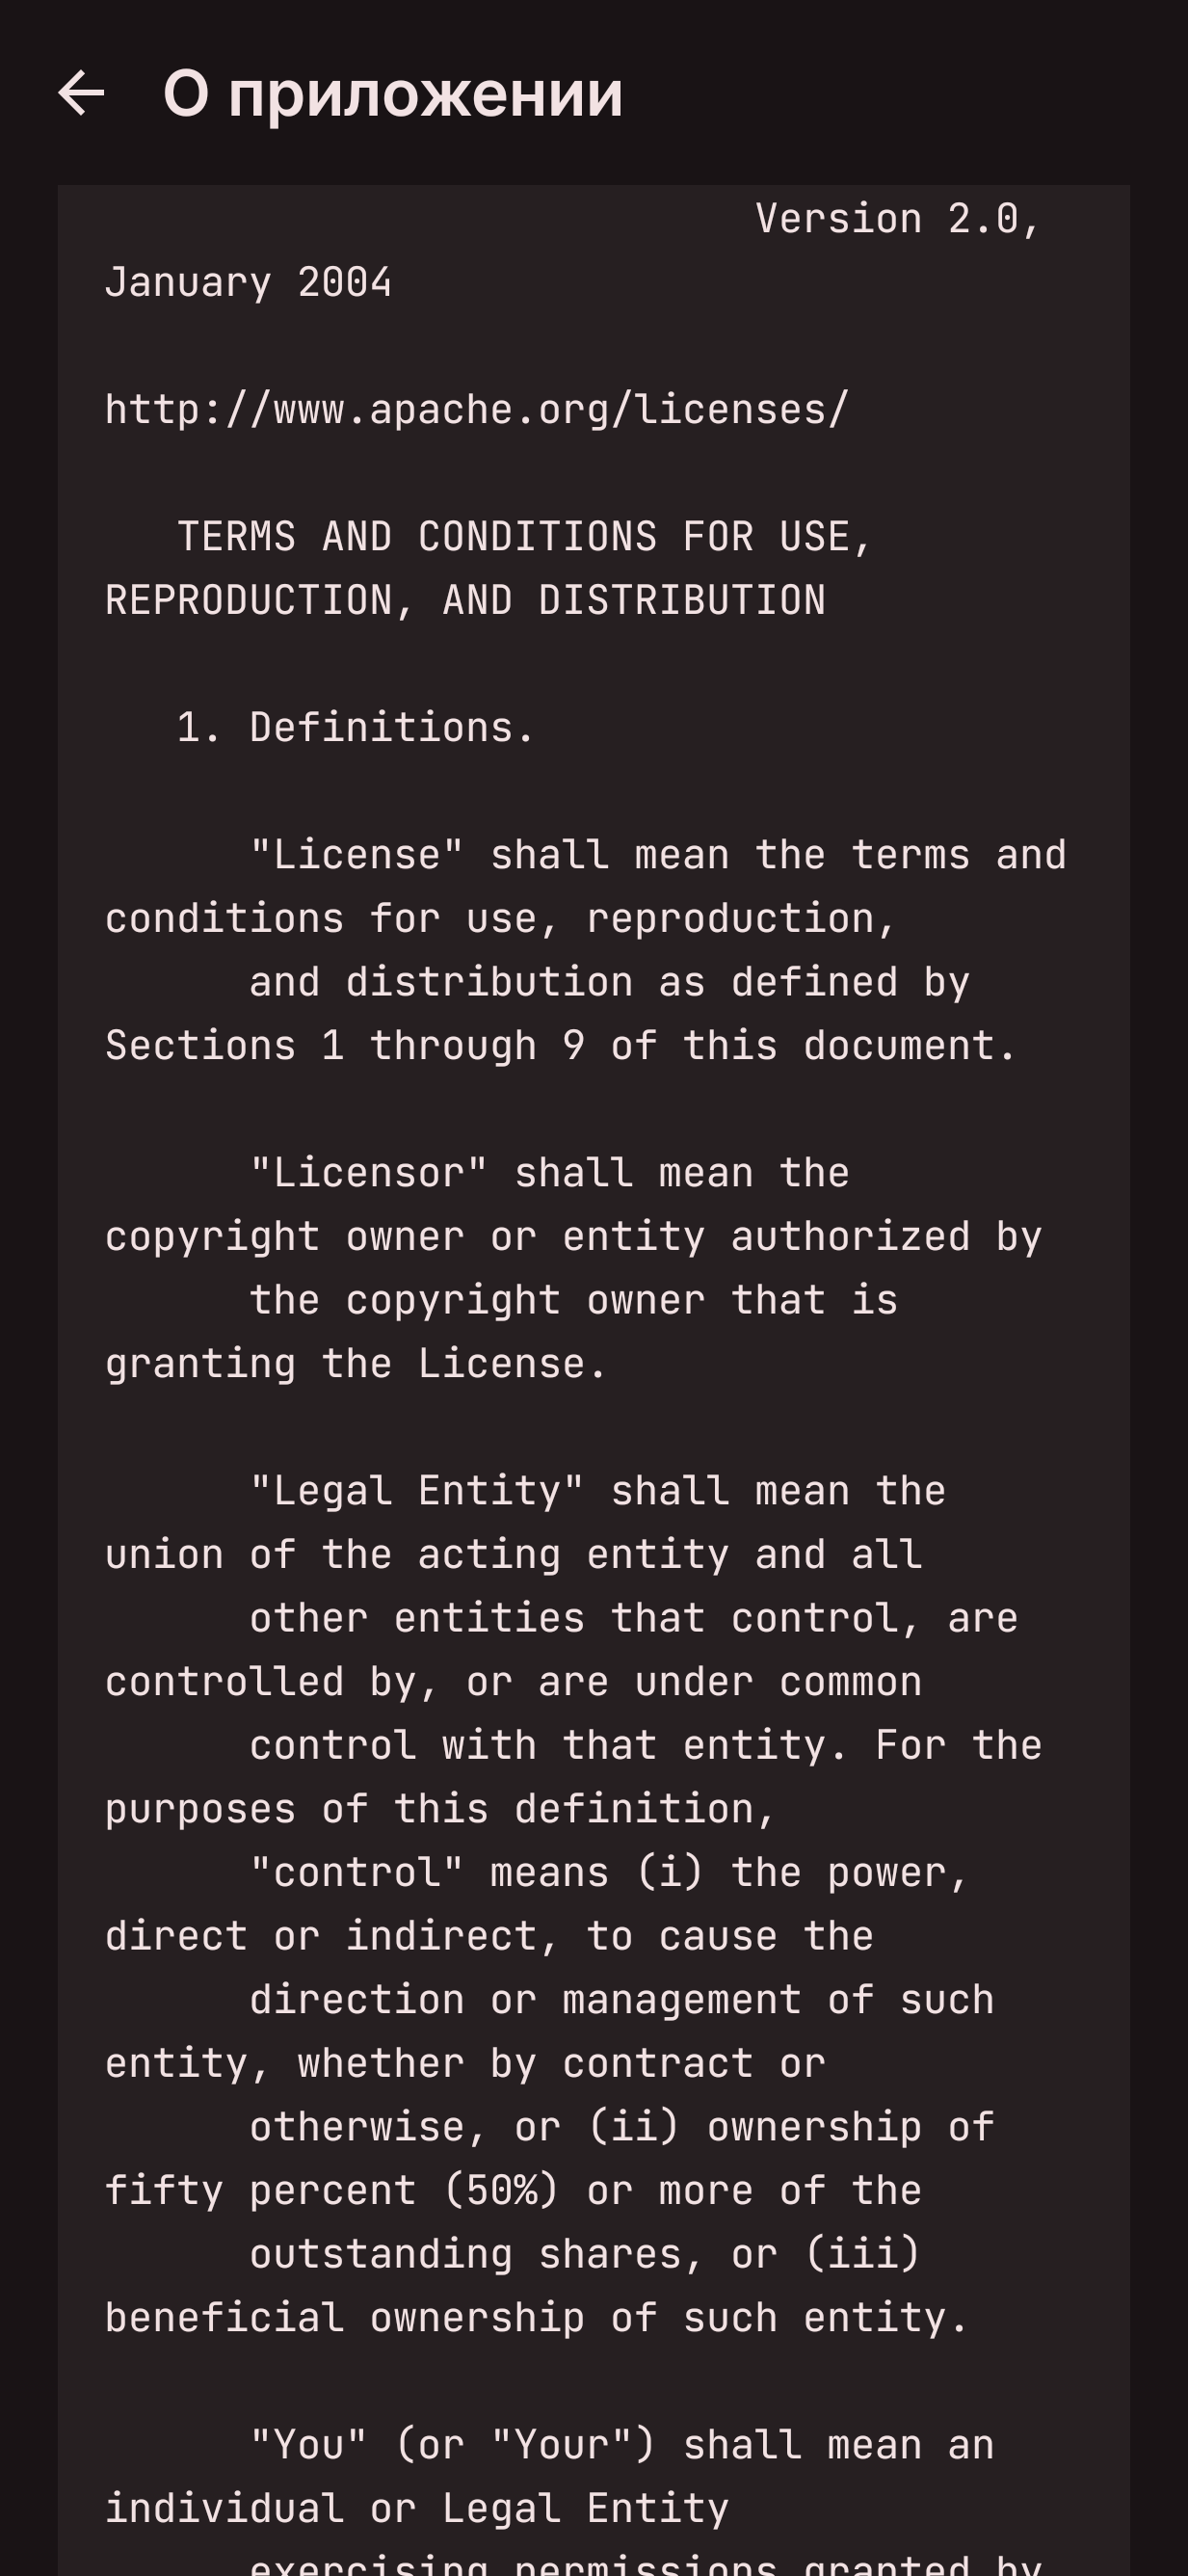 О приложении
Version 2.0,
January 2004
http://www.apache.org/licenses/
TERMS AND CONDITIONS FOR USE,
REPRODUCTION, AND DISTRIBUTION
1. Definitions.
"License" shall mean the terms and
conditions for use, reproduction,
and distribution as defined by
Sections 1 through 9 of this document.
"Licensor" shall mean the
copyright owner or entity authorized by
the copyright owner that is
granting the License.
"Legal Entity" shall mean the
union of the acting entity and all
other entities that control, are
controlled by, or are under common
control with that entity. For the
purposes of this definition,
"control" means (i) the power,
direct or indirect, to cause the
direction or management of such
entity, whether by contract or
otherwise, or (ii) ownership of
fifty percent (50%) or more of the
outstanding shares, or (iii)
beneficial ownership of such entity.
"You" (or "Your") shall mean an
individual or Legal Entity
exercising permissions granted by